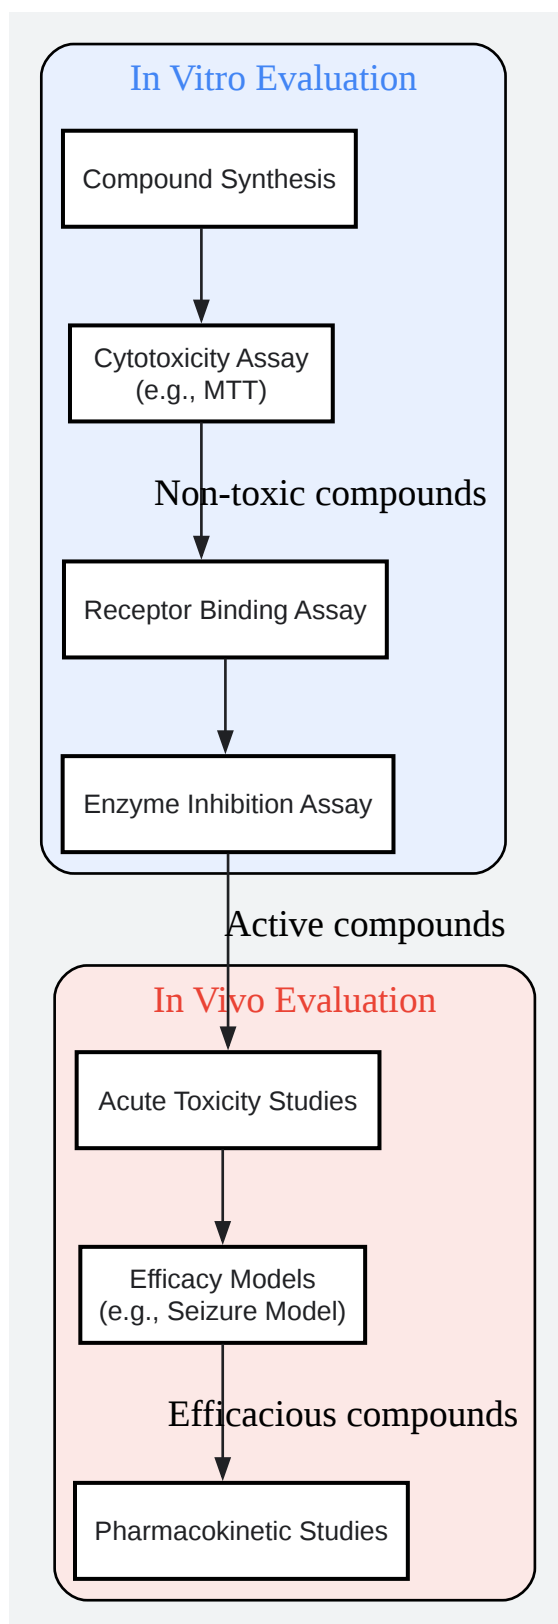 In Vitro Evaluation
Compound Synthesis
Cytotoxicity Assay
(e.g., MTT)
Non-toxic compounds
Receptor Binding Assay
Enzyme Inhibition Assay
Active compounds
In Vivo Evaluation
Acute Toxicity Studies
Efficacy Models
(e.g., Seizure Model)
Efficacious compounds
Pharmacokinetic Studies